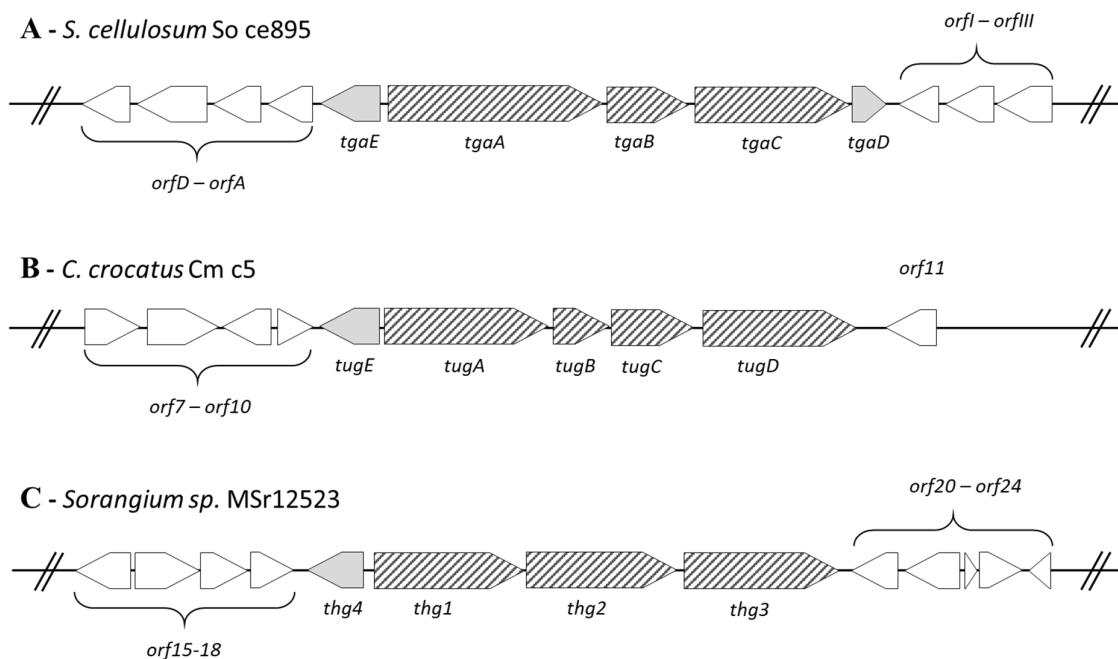 A - S. cellulosum So ce895
orfI – orfIII
tgaE tgaA tgaB tgaC tgaD
orfD – orfA
B - C. crocatus Cm c5
orf11
tugE tugA tugB tugC tugD
orf7 – orf10
C - Sorangium sp. MSr12523
orf20 – orf24
thg4 thg1 thg2 thg3
orf15-18